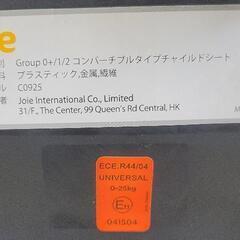 e
Group 0+/1/2 コンバーチブルタイプチャイルドシート
プラスティック,金属,繊維
C0925
Joie International Co., Limited
31/F., The Center, 99 Queen's Rd Central, HK
ECE.R44/04
UNIVERSAL
0-25kg
041504